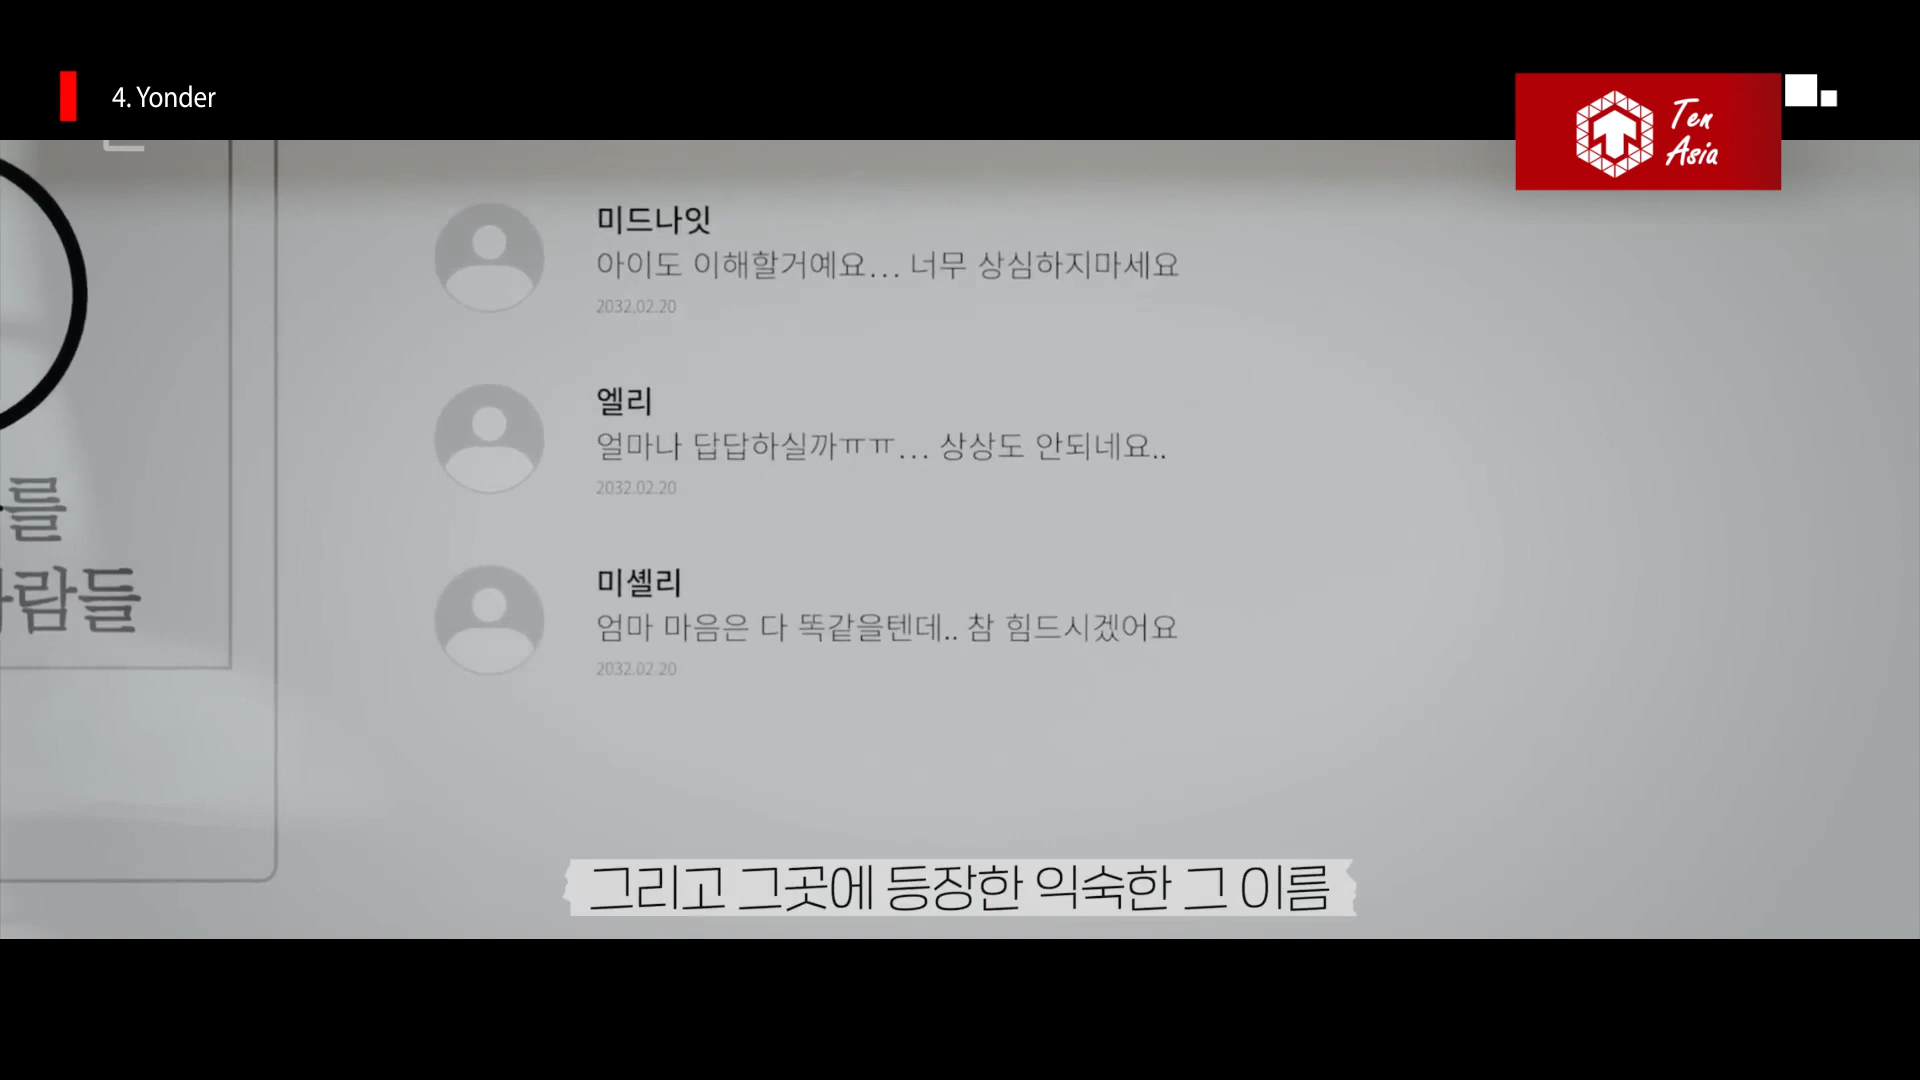 4. Yonder
Ten
Asia
미드나잇
아이도 이해할거예요... 너무 상심하지마세요
2032.02.20
엘리
얼마나 답답하실까ㅠㅠ... 상상도 안되네요..
2032.02.20
미셸리
엄마 마음은 다 똑같을텐데.. 참 힘드시겠어요
2032.02.20
를
람들
그리고 그곳에 등장한 익숙한 그 이름